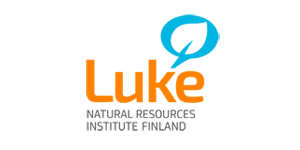 Luke
NATURAL RESOURCES
INSTITUTE FINLAND